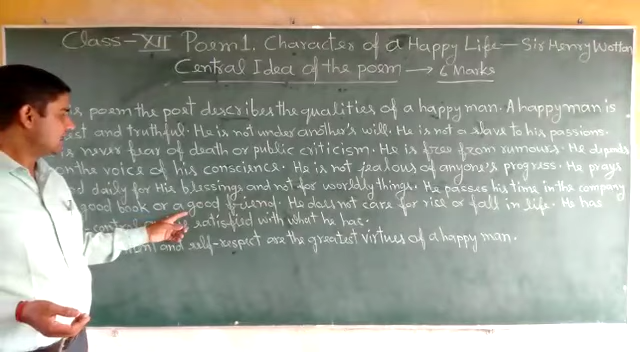 Class-XII Poem 1. Character of a Happy Life - Sir Henry Wotton
Central Idea of the poem → 6 Marks
poem the poet describes the qualities of a happy man. A happy man is
and truthful. He is not under another's will. He is not a slave to his passions.
is never fear of death or public criticism. He is free from rumours. He depends
on the voice of his conscience. He is not jealous of anyone's progress. He prays
daily for His blessings and not for worldly things. He passes his time in the company
good book or a good friend. He does not care for rise or fall in life. He has
satisfied with what he has.
and self-respect are the greatest virtues of a happy man.